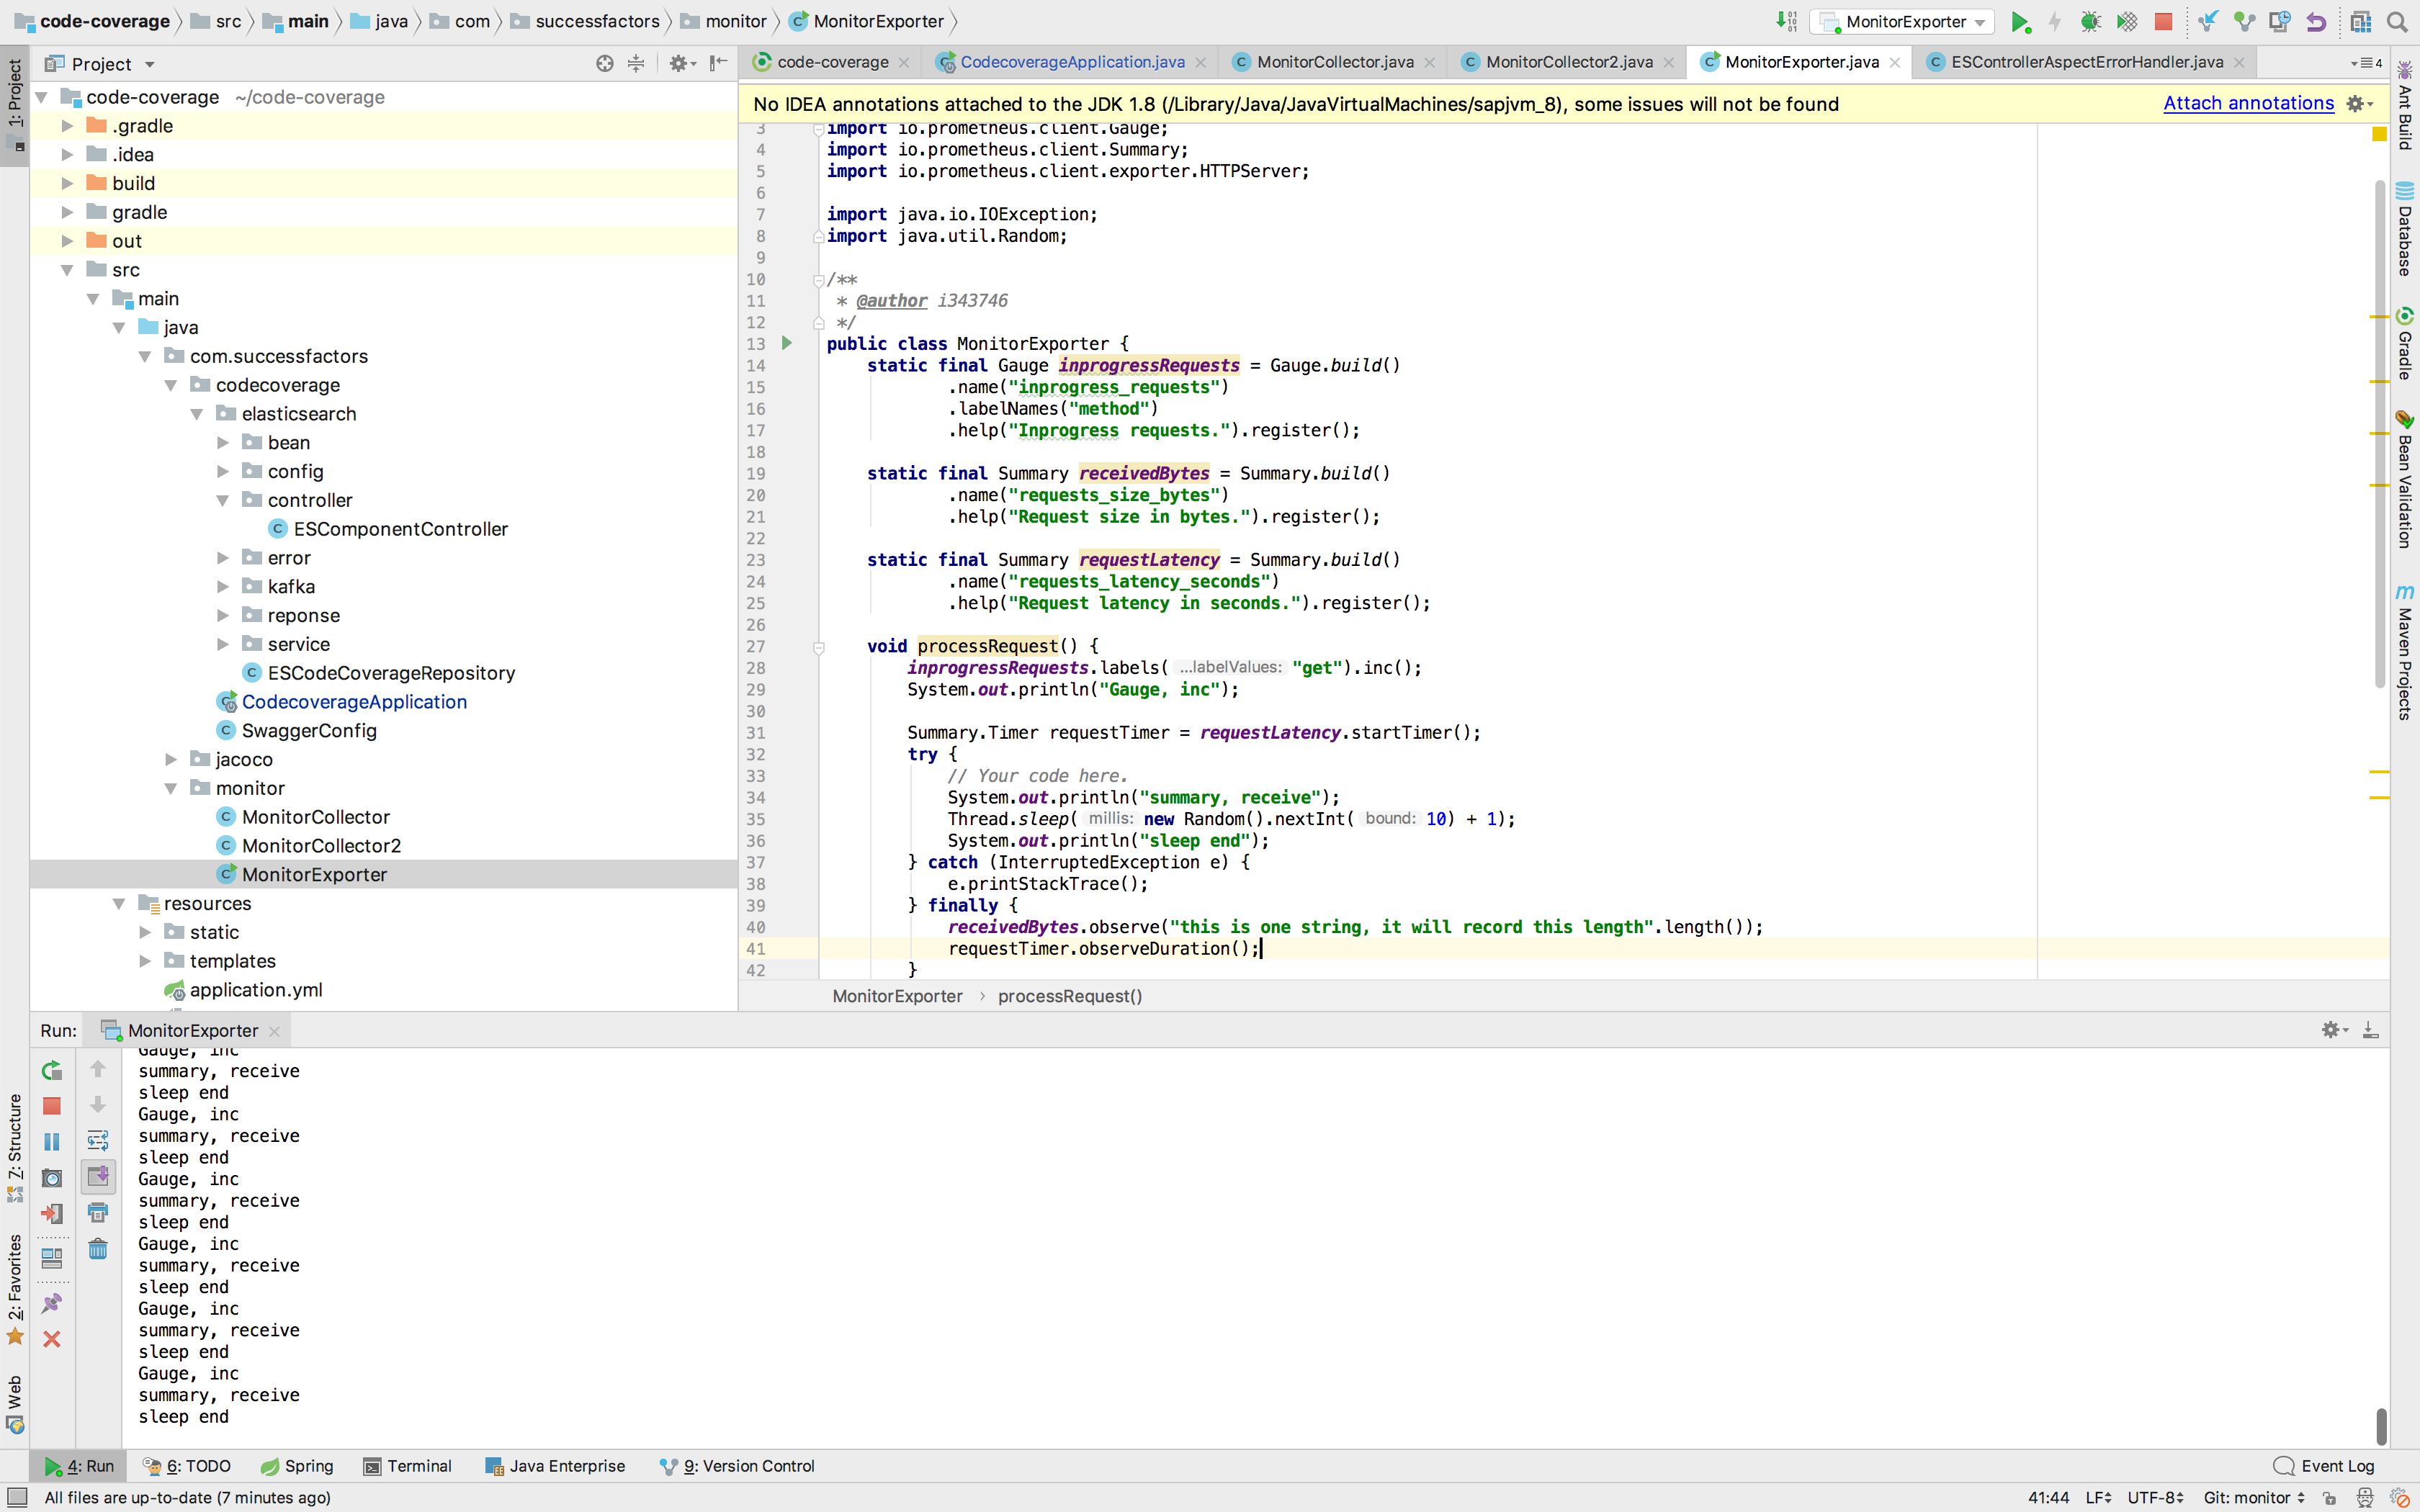 code-coverage src main java com successfactors monitor MonitorExporter
MonitorExporter
1: Project
Z: Structure
2: Favorites
Web
Project
code-coverage ~/code-coverage
.gradle
.idea
build
gradle
out
src
main
java
com.successfactors
codecoverage
elasticsearch
bean
config
controller
ESComponentController
error
kafka
reponse
service
ESCodeCoverageRepository
CodecoverageApplication
SwaggerConfig
jacoco
monitor
MonitorCollector
MonitorCollector2
MonitorExporter
resources
static
templates
application.yml
code-coverage CodecoverageApplication.java MonitorCollector.java MonitorCollector2.java MonitorExporter.java ESControllerAspectErrorHandler.java 4
No IDEA annotations attached to the JDK 1.8 (/Library/Java/JavaVirtualMachines/sapjvm_8), some issues will not be found Attach annotations
3 import io.prometheus.client.Gauge;
4 import io.prometheus.client.Summary;
5 import io.prometheus.client.exporter.HTTPServer;
6
7 import java.io.IOException;
8 import java.util.Random;
9
10 /**
11 * @author i343746
12 */
13 public class MonitorExporter {
14 static final Gauge inprogressRequests = Gauge.build()
15 .name("inprogress_requests")
16 .labelNames("method")
17 .help("Inprogress requests.").register();
18
19 static final Summary receivedBytes = Summary.build()
20 .name("requests_size_bytes")
21 .help("Request size in bytes.").register();
22
23 static final Summary requestLatency = Summary.build()
24 .name("requests_latency_seconds")
25 .help("Request latency in seconds.").register();
26
27 void processRequest() {
28 inprogressRequests.labels( ...labelValues: "get").inc();
29 System.out.println("Gauge, inc");
30
31 Summary.Timer requestTimer = requestLatency.startTimer();
32 try {
33 // Your code here.
34 System.out.println("summary, receive");
35 Thread.sleep( millis: new Random().nextInt( bound: 10) + 1);
36 System.out.println("sleep end");
37 } catch (InterruptedException e) {
38 e.printStackTrace();
39 } finally {
40 receivedBytes.observe("this is one string, it will record this length".length());
41 requestTimer.observeDuration();
42 }
MonitorExporter › processRequest()
Ant Build
Database
Gradle
Bean Validation
m Maven Projects
Run: MonitorExporter
Gauge, inc
summary, receive
sleep end
Gauge, inc
summary, receive
sleep end
Gauge, inc
summary, receive
sleep end
Gauge, inc
summary, receive
sleep end
Gauge, inc
summary, receive
sleep end
Gauge, inc
summary, receive
sleep end
4: Run 6: TODO Spring Terminal Java Enterprise 9: Version Control Event Log
All files are up-to-date (7 minutes ago) 41:44 LF UTF-8 Git: monitor